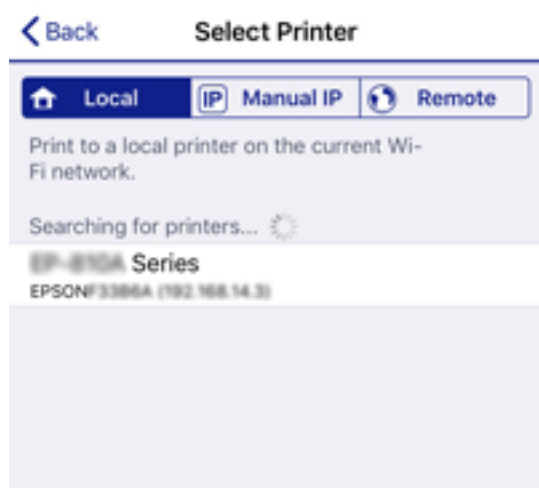 Back
Select Printer
Local
IP Manual IP
Remote
Print to a local printer on the current Wi-
Fi network.
Searching for printers...
Series
EPSON